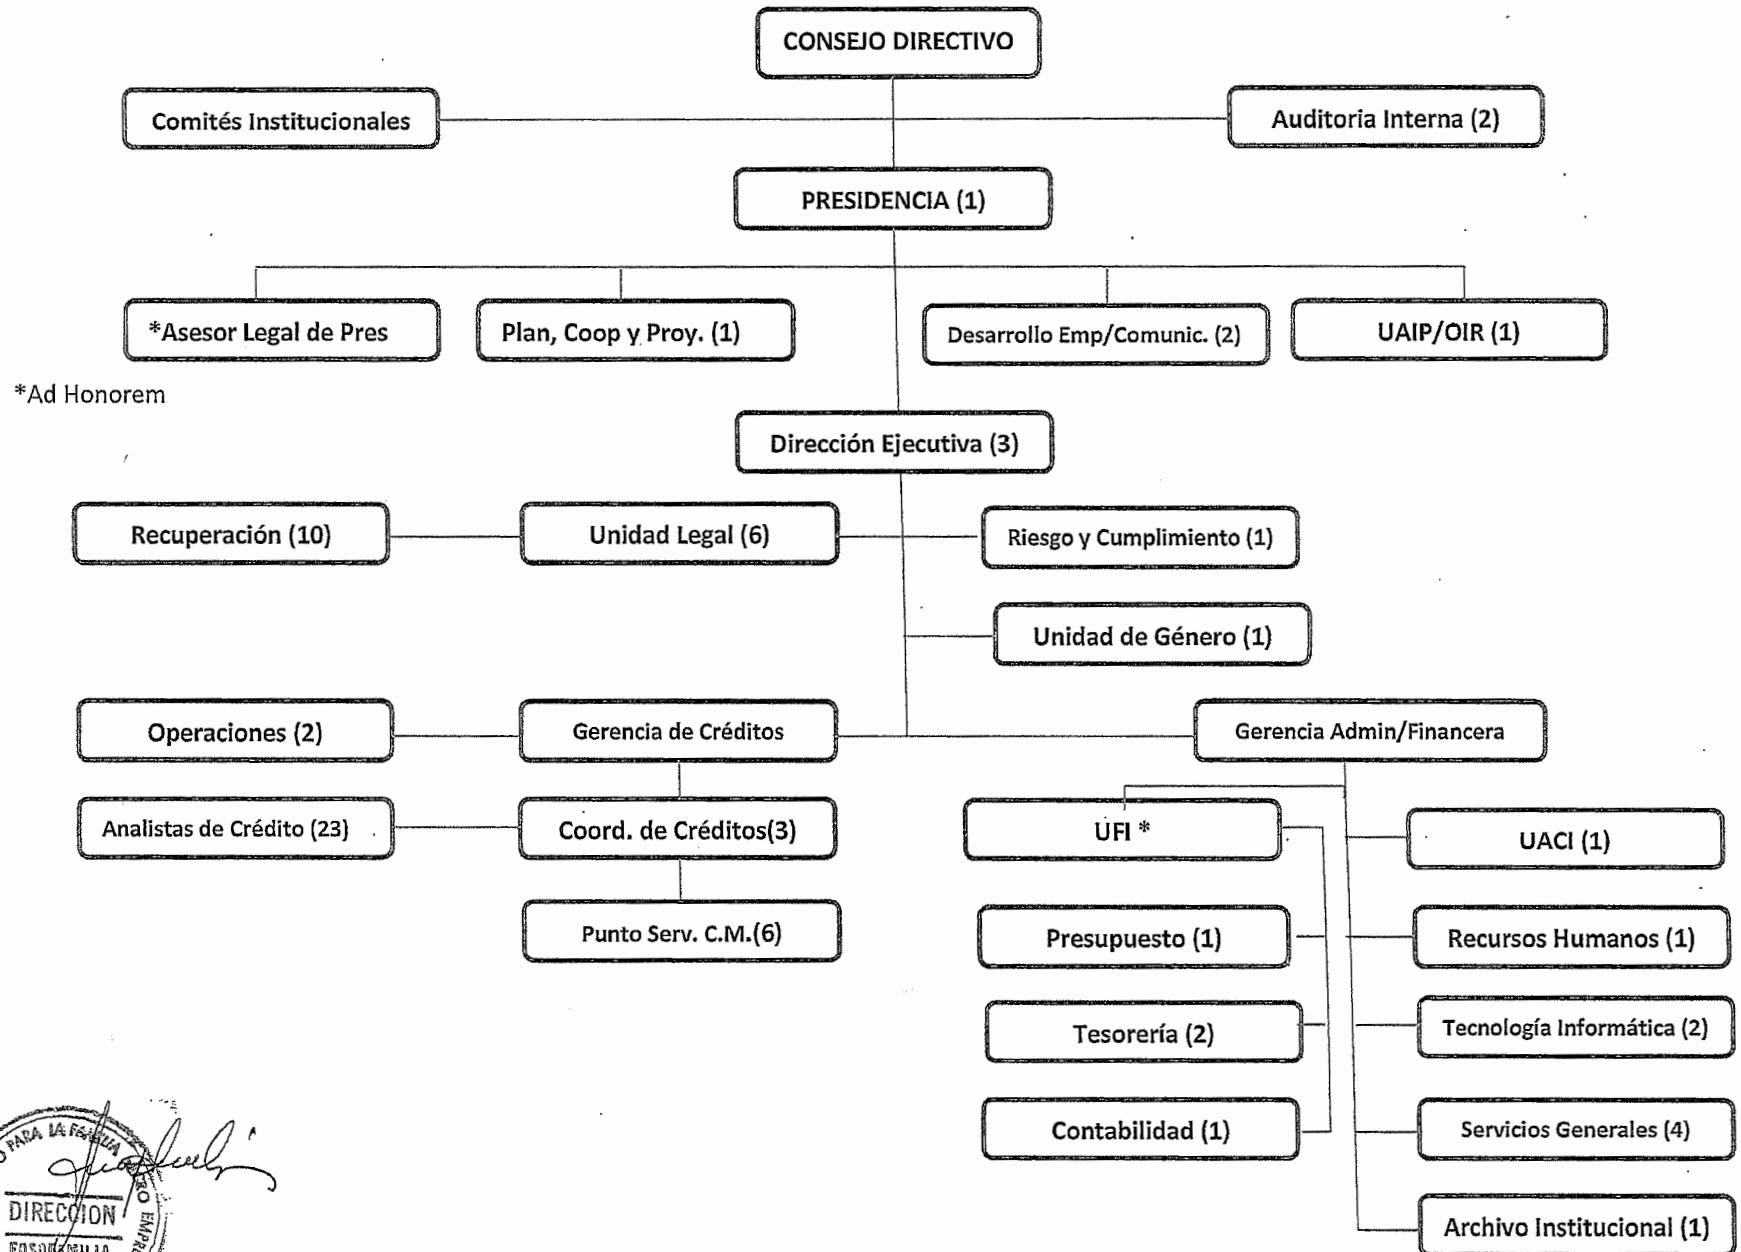 CONSEJO DIRECTIVO
Comités Institucionales
Auditoria Interna (2)
PRESIDENCIA (1)
*Asesor Legal de Pres
Plan, Coop y Proy. (1)
Desarrollo Emp/Comunic. (2)
UAIP/OIR (1)
*Ad Honorem
Dirección Ejecutiva (3)
Recuperación (10)
Unidad Legal (6)
Riesgo y Cumplimiento (1)
Unidad de Género (1)
Operaciones (2)
Gerencia de Créditos
Gerencia Admin/Financera
Analistas de Crédito (23)
Coord. de Créditos(3)
UFI *
UACI (1)
Punto Serv. C.M.(6)
Presupuesto (1)
Recursos Humanos (1)
Tesorería (2)
Tecnología Informática (2)
Contabilidad (1)
Servicios Generales (4)
Archivo Institucional (1)
PARA LA FAMILIA
DIRECCION